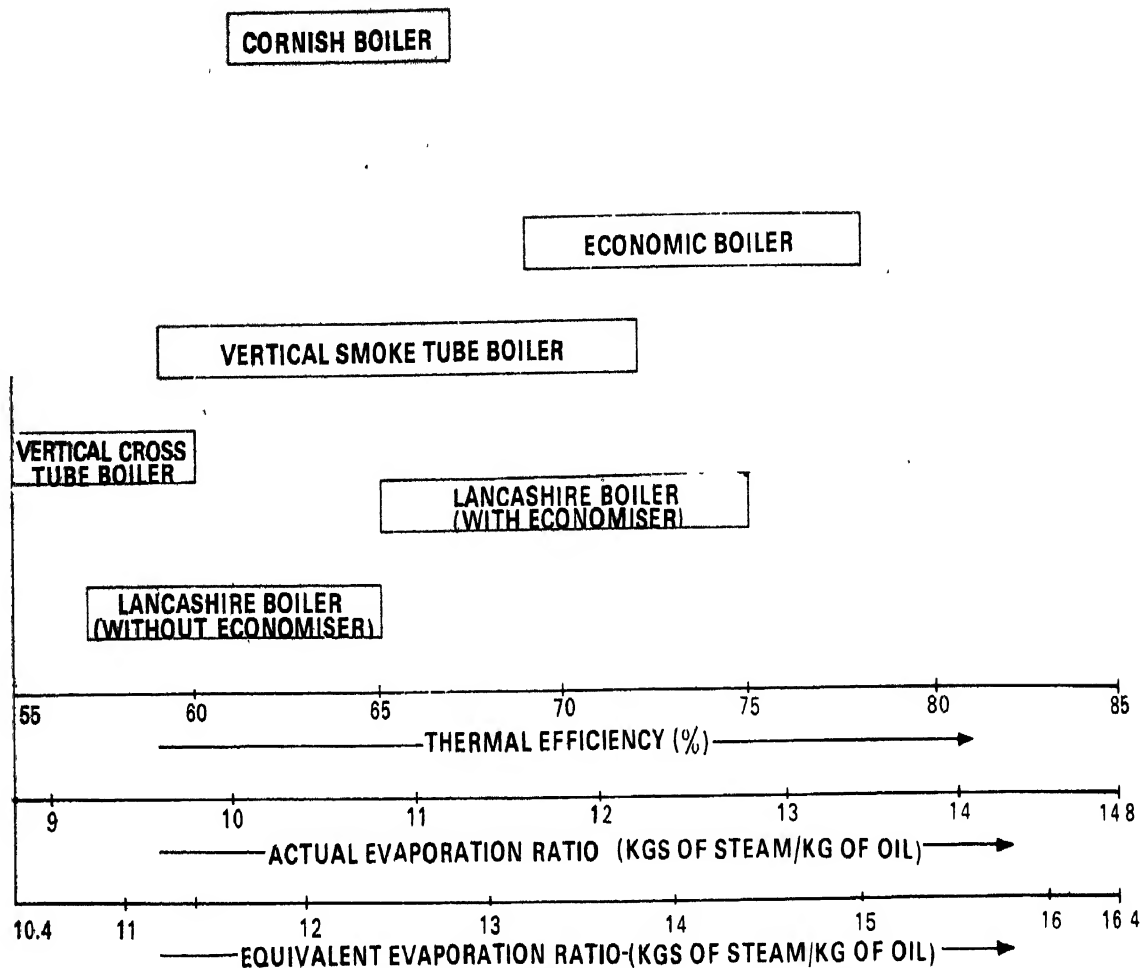 CORNISH BOILER
ECONOMIC BOILER
VERTICAL SMOKE TUBE BOILER
VERTICAL CROSS
TUBE BOILER
LANCASHIRE BOILER
(WITH ECONOMISER)
LANCASHIRE BOILER
(WITHOUT ECONOMISER)
55 60 65 70 75 80 85
THERMAL EFFICIENCY (%)
9 10 11 12 13 14 14 8
ACTUAL EVAPORATION RATIO (KGS OF STEAM/KG OF OIL)
10.4 11 12 13 14 15 16 16 4
EQUIVALENT EVAPORATION RATIO-(KGS OF STEAM/KG OF OIL)